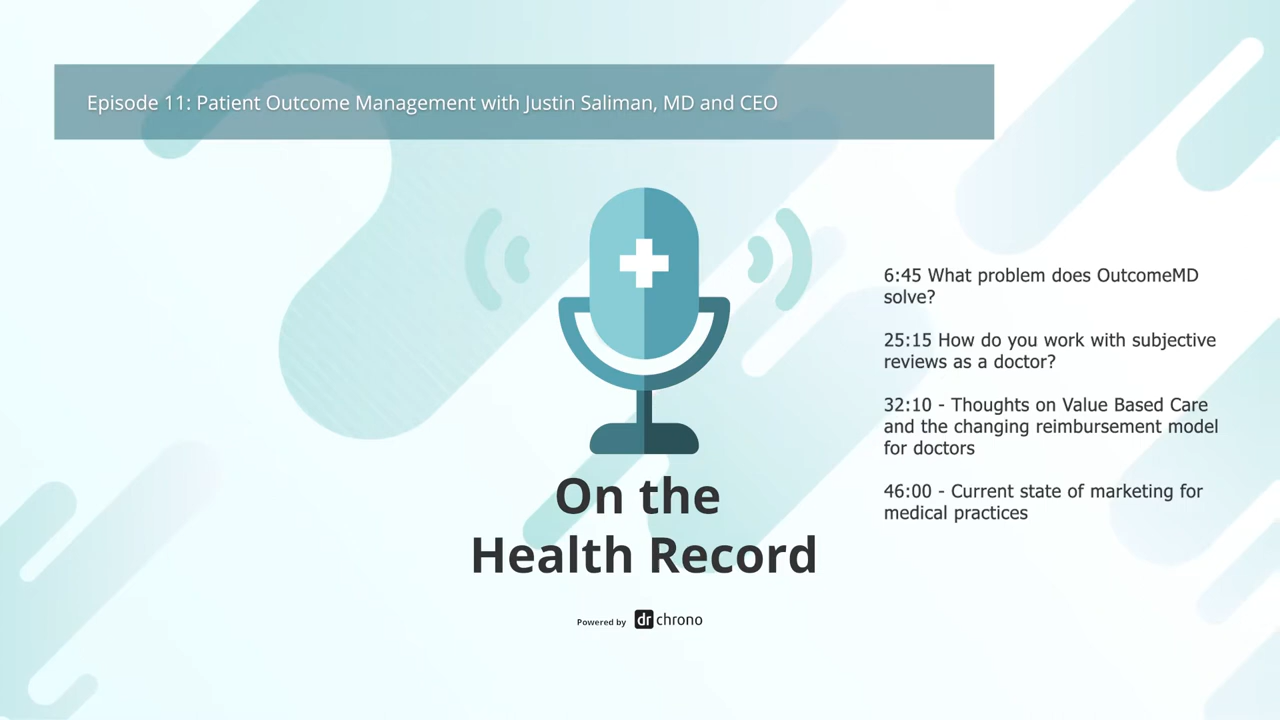 Episode 11: Patient Outcome Management with Justin Saliman, MD and CEO
6:45 What problem does OutcomeMD
solve?
25:15 How do you work with subjective
reviews as a doctor?
32:10 - Thoughts on Value Based Care
and the changing reimbursement model
for doctors
46:00 - Current state of marketing for
medical practices
On the
Health Record
Powered by dr chrono